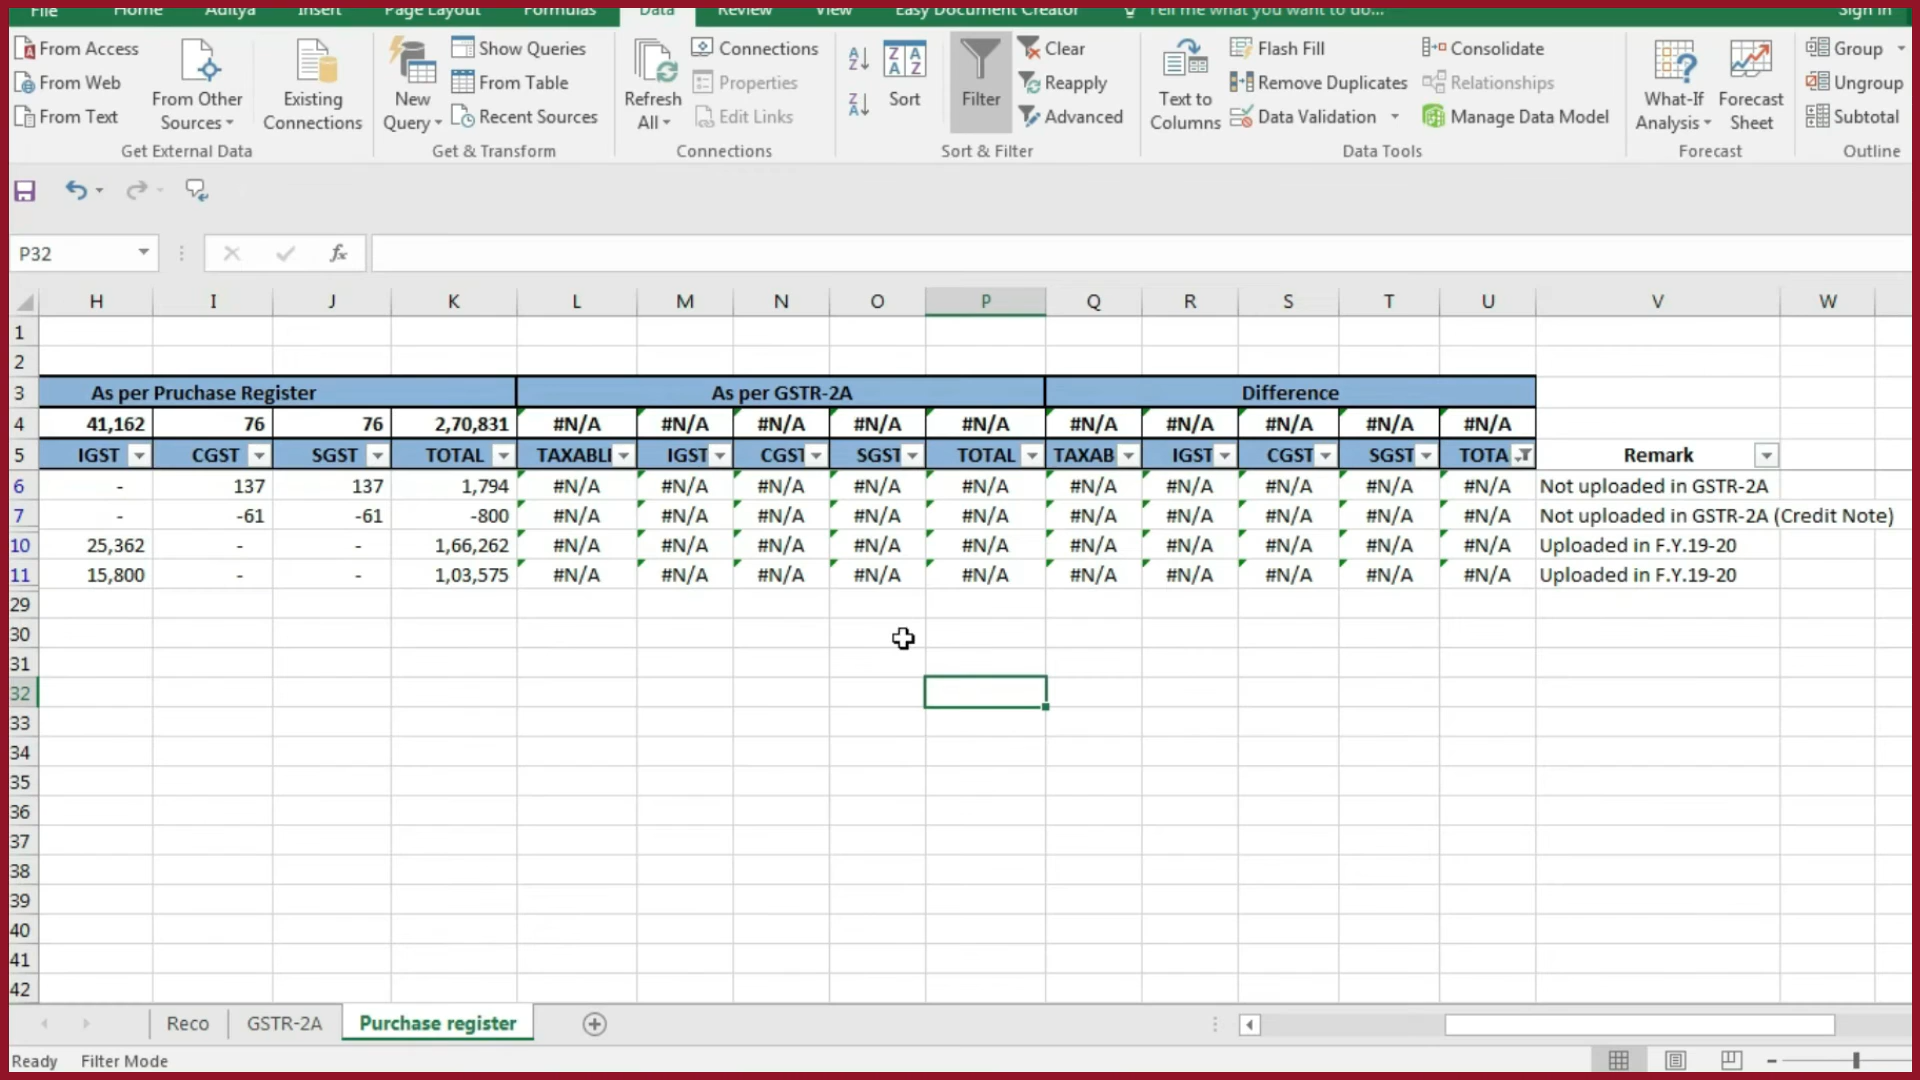 File Home Aditya Insert Page Layout Formulas Data Review View Easy Document Creator Tell me what you want to do... Sign in
From Access
From Web
From Text
From Other
Sources
Existing
Connections
Get External Data
New
Query
Show Queries
From Table
Recent Sources
Get & Transform
Refresh
All
Connections
Properties
Edit Links
Connections
Sort
Filter
Clear
Reapply
Advanced
Sort & Filter
Text to
Columns
Flash Fill
Remove Duplicates
Data Validation
Consolidate
Relationships
Manage Data Model
Data Tools
What-If
Analysis
Forecast
Sheet
Forecast
Group
Ungroup
Subtotal
Outline
P32 fx
H I J K L M N O P Q R S T U V W
1
2
3 As per Pruchase Register As per GSTR-2A Difference
4 41,162 76 76 2,70,831 #N/A #N/A #N/A #N/A #N/A #N/A #N/A #N/A #N/A #N/A
5 IGST CGST SGST TOTAL TAXABLI IGST CGST SGST TOTAL TAXAB IGST CGST SGST TOTA Remark
6 - 137 137 1,794 #N/A #N/A #N/A #N/A #N/A #N/A #N/A #N/A #N/A #N/A Not uploaded in GSTR-2A
7 - -61 -61 -800 #N/A #N/A #N/A #N/A #N/A #N/A #N/A #N/A #N/A #N/A Not uploaded in GSTR-2A (Credit Note)
10 25,362 - - 1,66,262 #N/A #N/A #N/A #N/A #N/A #N/A #N/A #N/A #N/A #N/A Uploaded in F.Y.19-20
11 15,800 - - 1,03,575 #N/A #N/A #N/A #N/A #N/A #N/A #N/A #N/A #N/A #N/A Uploaded in F.Y.19-20
29
30
31
32
33
34
35
36
37
38
39
40
41
42
Reco GSTR-2A Purchase register
Ready Filter Mode